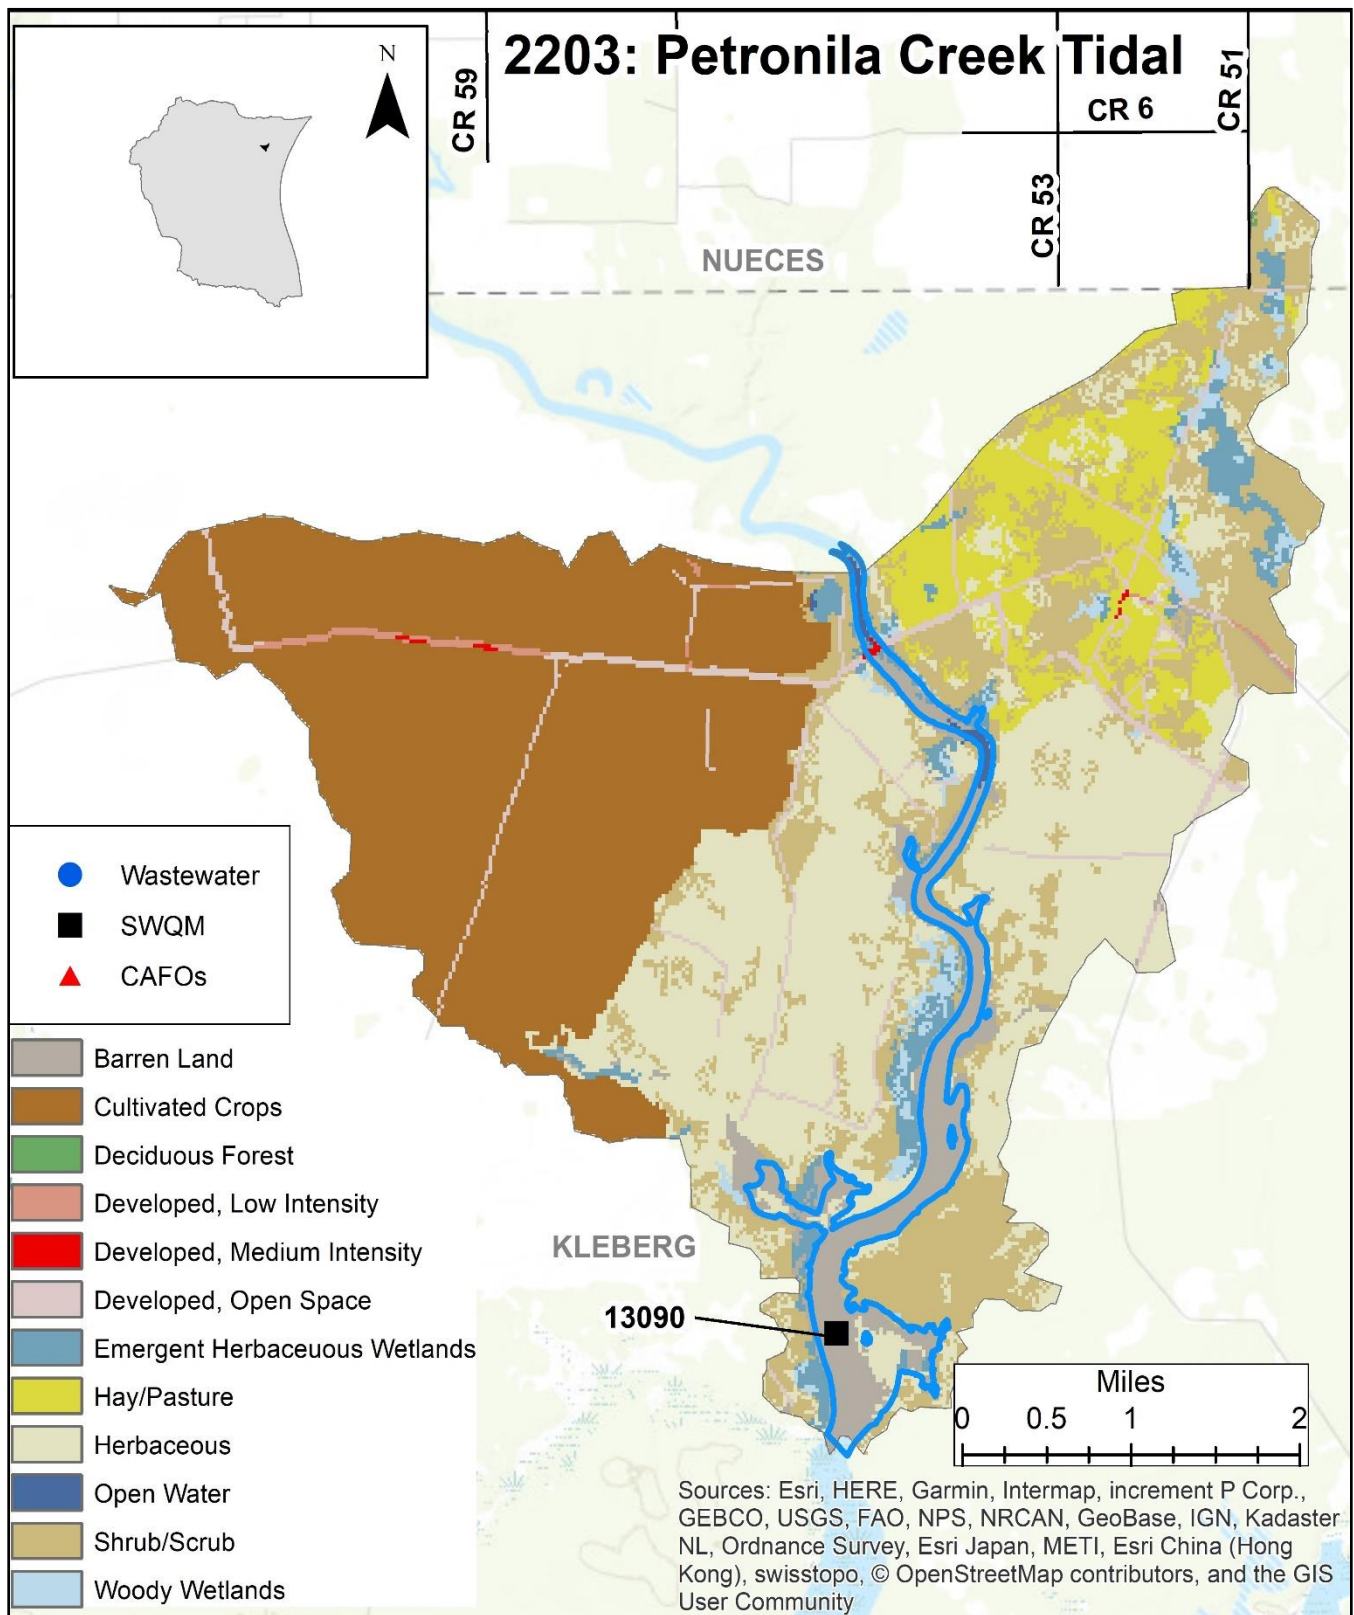 2203: Petronila Creek Tidal
N
CR 59
CR 51
CR 6
CR 53
NUECES
Wastewater
SWQM
CAFOs
Barren Land
Cultivated Crops
Deciduous Forest
Developed, Low Intensity
Developed, Medium Intensity
Developed, Open Space
Emergent Herbaceuous Wetlands
Hay/Pasture
Herbaceous
Open Water
Shrub/Scrub
Woody Wetlands
KLEBERG
13090
Miles
0 0.5 1 2
Sources: Esri, HERE, Garmin, Intermap, increment P Corp.,
GEBCO, USGS, FAO, NPS, NRCAN, GeoBase, IGN, Kadaster
NL, Ordnance Survey, Esri Japan, METI, Esri China (Hong
Kong), swisstopo, © OpenStreetMap contributors, and the GIS
User Community